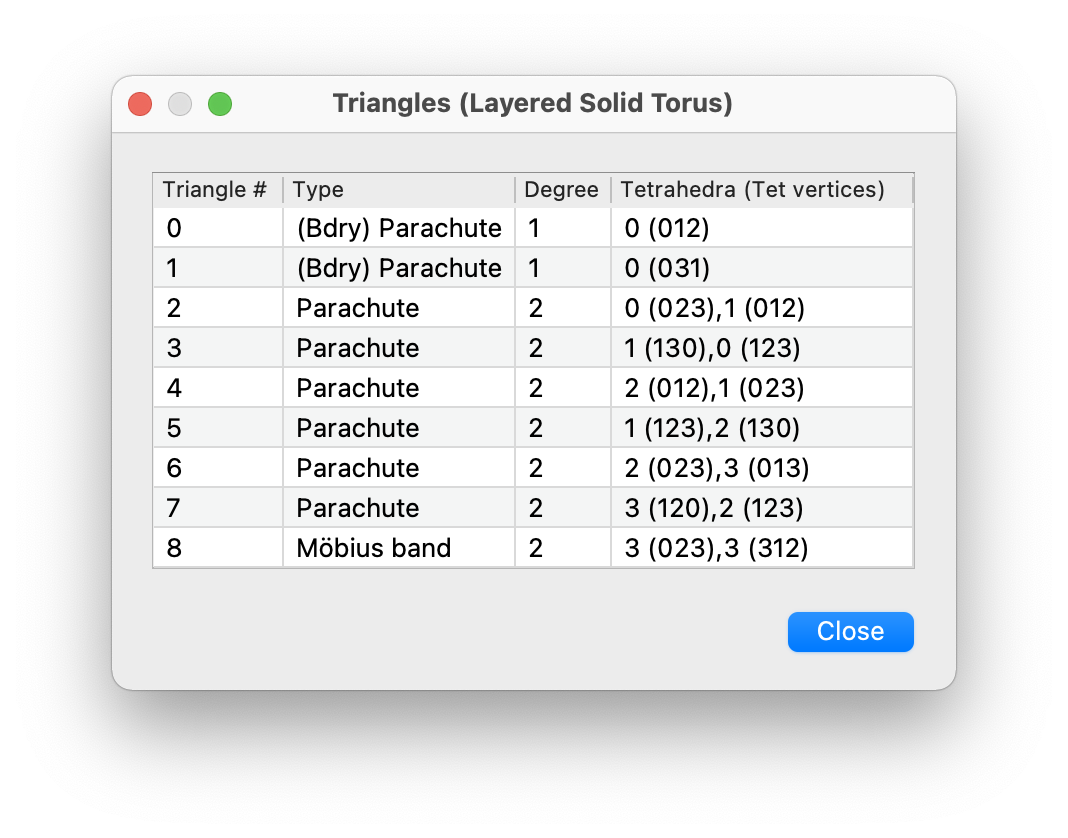 Triangles (Layered Solid Torus)
Triangle # Type Degree Tetrahedra (Tet vertices)
0 (Bdry) Parachute 1 0 (012)
1 (Bdry) Parachute 1 0 (031)
2 Parachute 2 0 (023),1 (012)
3 Parachute 2 1 (130),0 (123)
4 Parachute 2 2 (012),1 (023)
5 Parachute 2 1 (123),2 (130)
6 Parachute 2 2 (023),3 (013)
7 Parachute 2 3 (120),2 (123)
8 Möbius band 2 3 (023),3 (312)
Close